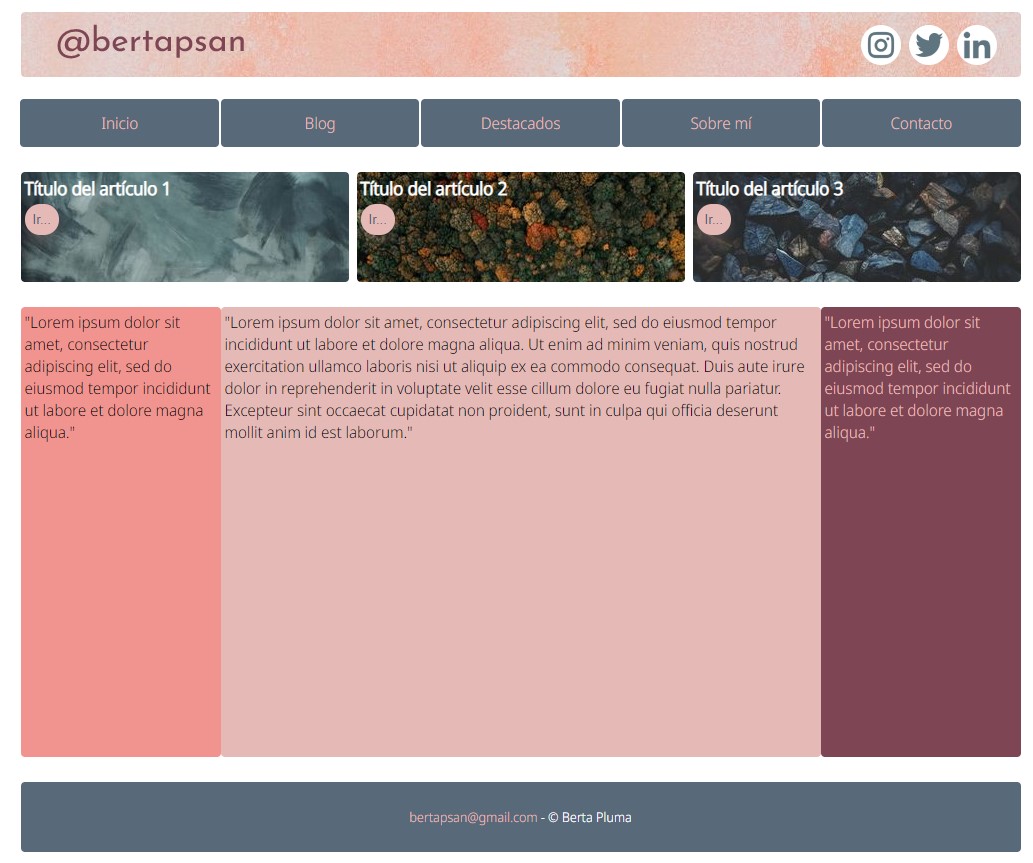 @bertapsan
in
Inicio
Blog
Destacados
Sobre mí
Contacto
Título del artículo 1
Ir...
Título del artículo 2
Ir...
Título del artículo 3
Ir...
"Lorem ipsum dolor sit
amet, consectetur
adipiscing elit, sed do
eiusmod tempor incididunt
ut labore et dolore magna
aliqua."
"Lorem ipsum dolor sit amet, consectetur adipiscing elit, sed do eiusmod tempor
incididunt ut labore et dolore magna aliqua. Ut enim ad minim veniam, quis nostrud
exercitation ullamco laboris nisi ut aliquip ex ea commodo consequat. Duis aute irure
dolor in reprehenderit in voluptate velit esse cillum dolore eu fugiat nulla pariatur.
Excepteur sint occaecat cupidatat non proident, sunt in culpa qui officia deserunt
mollit anim id est laborum."
"Lorem ipsum dolor sit
amet, consectetur
adipiscing elit, sed do
eiusmod tempor incididunt
ut labore et dolore magna
aliqua."
bertapsan@gmail.com - © Berta Pluma